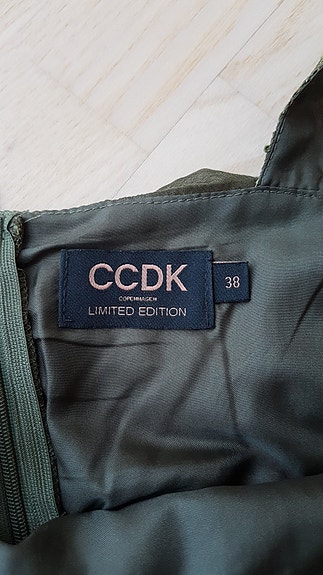 CCDK
COPENHAGEN
LIMITED EDITION
38